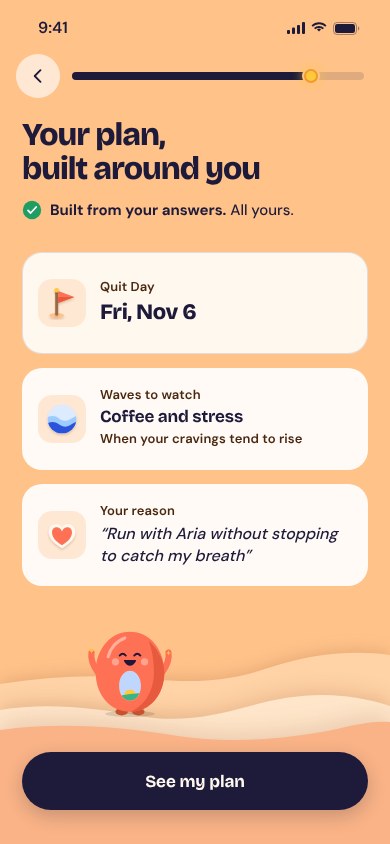 9:41
Your plan,
built around you
Built from your answers. All yours.
Quit Day
Fri, Nov 6
Waves to watch
Coffee and stress
When your cravings tend to rise
Your reason
“Run with Aria without stopping
to catch my breath”
See my plan